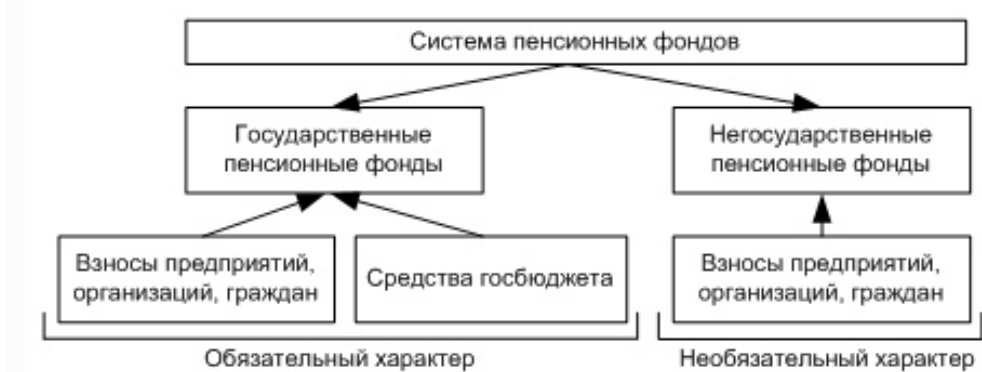 Система пенсионных фондов
Государственные
пенсионные фонды
Негосударственные
пенсионные фонды
Взносы предприятий,
организаций, граждан
Средства госбюджета
Взносы предприятий,
организаций, граждан
Обязательный характер
Необязательный характер